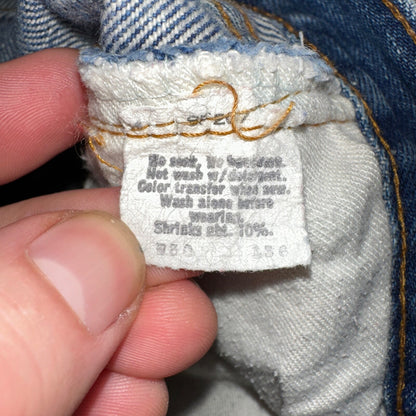 No soak, No bleach.
Hot wash w/detergent.
Color transfer when new.
Wash alone before
wearing.
Shrinks abt. 10%.